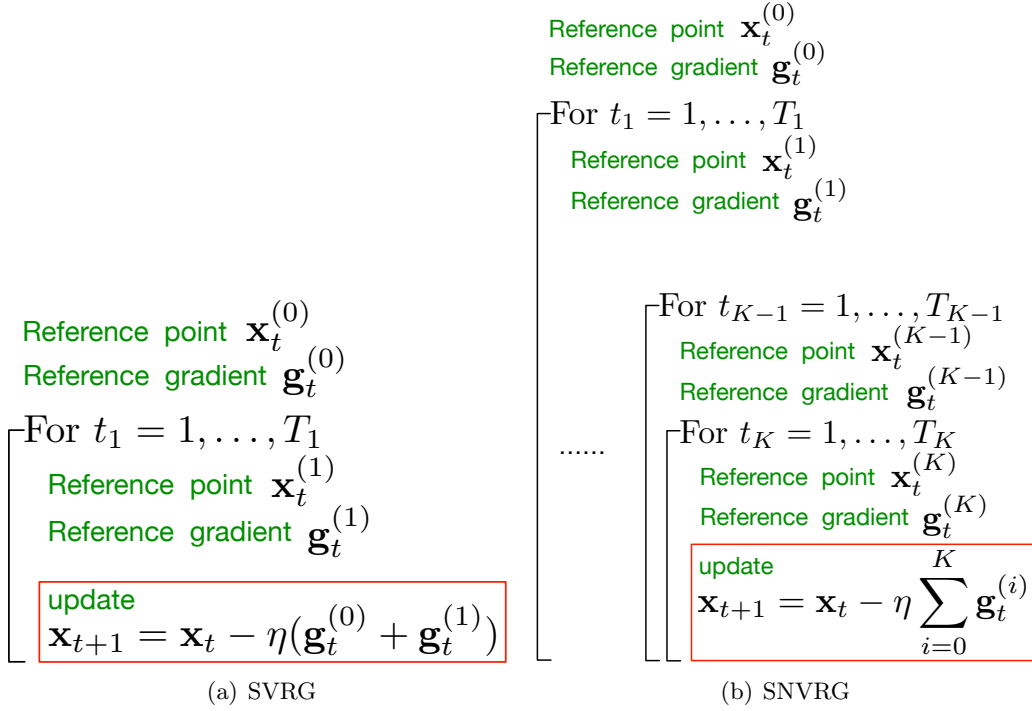 Reference point x_t^{(0)}
Reference gradient g_t^{(0)}
For t_1 = 1, . . . , T_1
Reference point x_t^{(1)}
Reference gradient g_t^{(1)}
update
x_{t+1} = x_t − η(g_t^{(0)} + g_t^{(1)})
(a) SVRG
Reference point x_t^{(0)}
Reference gradient g_t^{(0)}
For t_1 = 1, . . . , T_1
Reference point x_t^{(1)}
Reference gradient g_t^{(1)}
......
For t_{K−1} = 1, . . . , T_{K−1}
Reference point x_t^{(K−1)}
Reference gradient g_t^{(K−1)}
For t_K = 1, . . . , T_K
Reference point x_t^{(K)}
Reference gradient g_t^{(K)}
update
x_{t+1} = x_t − η \sum_{i=0}^{K} g_t^{(i)}
(b) SNVRG